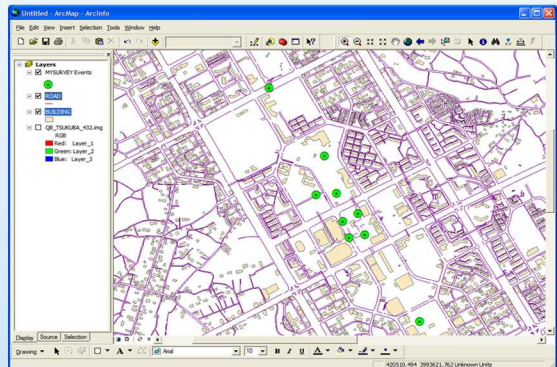 Untitled - ArcMap - ArcInfo
File Edit View Insert Selection Tools Window Help
Layers
MYSURVEY Events
ROAD
BUILDING
QB_TSUKUBA_432.img
RGB
Red: Layer_1
Green: Layer_2
Blue: Layer_3
Display Source Selection
Drawing A Arial 10 B I U A
420510.494 3993621.762 Unknown Units